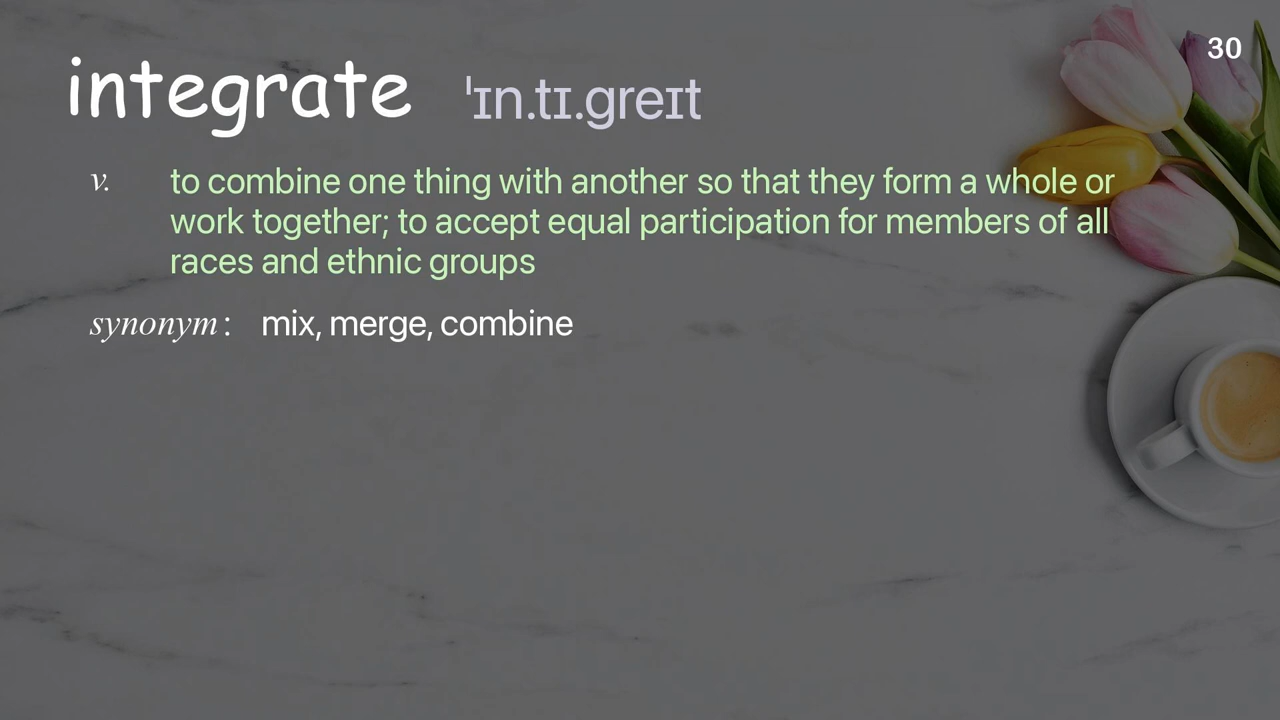 30
integrate ˈɪn.tɪ.ɡreɪt
v. to combine one thing with another so that they form a whole or
work together; to accept equal participation for members of all
races and ethnic groups
synonym: mix, merge, combine